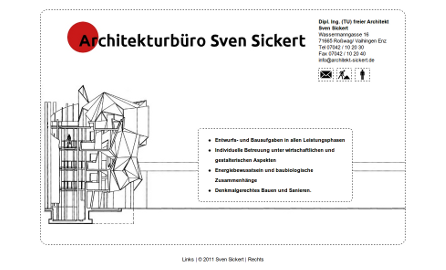 Architekturbüro Sven Sickert
Dipl. Ing. (TU) freier Architekt
Sven Sickert
Wassermanngasse 16
71665 Roßwag/ Vaihingen Enz
Tel 07042 / 10 20 30
Fax 07042 / 10 20 40
info@architekt-sickert.de
Entwurfs- und Bauaufgaben in allen Leistungsphasen
Individuelle Betreuung unter wirtschaftlichen und
gestalterischen Aspekten
Energiebewusstsein und baubiologische
Zusammenhänge
Denkmalgerechtes Bauen und Sanieren.
Links | © 2011 Sven Sickert | Rechts